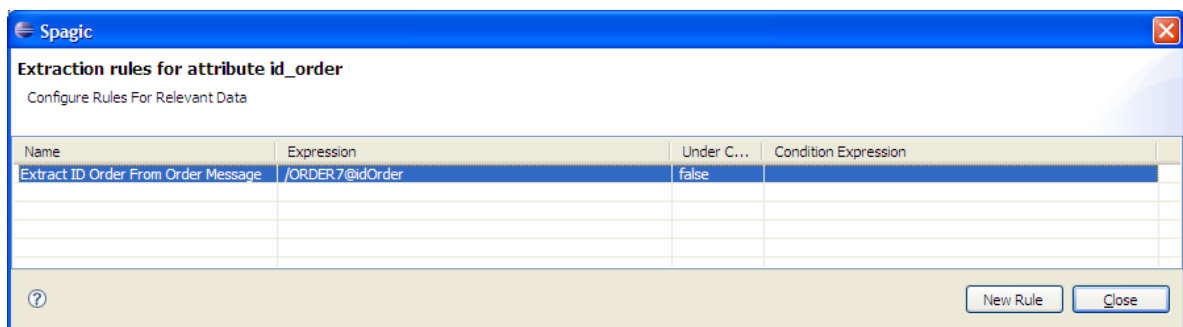 Spagic
Extraction rules for attribute id_order
Configure Rules For Relevant Data
Name Expression Under C... Condition Expression
Extract ID Order From Order Message /ORDER7@idOrder false
New Rule Close